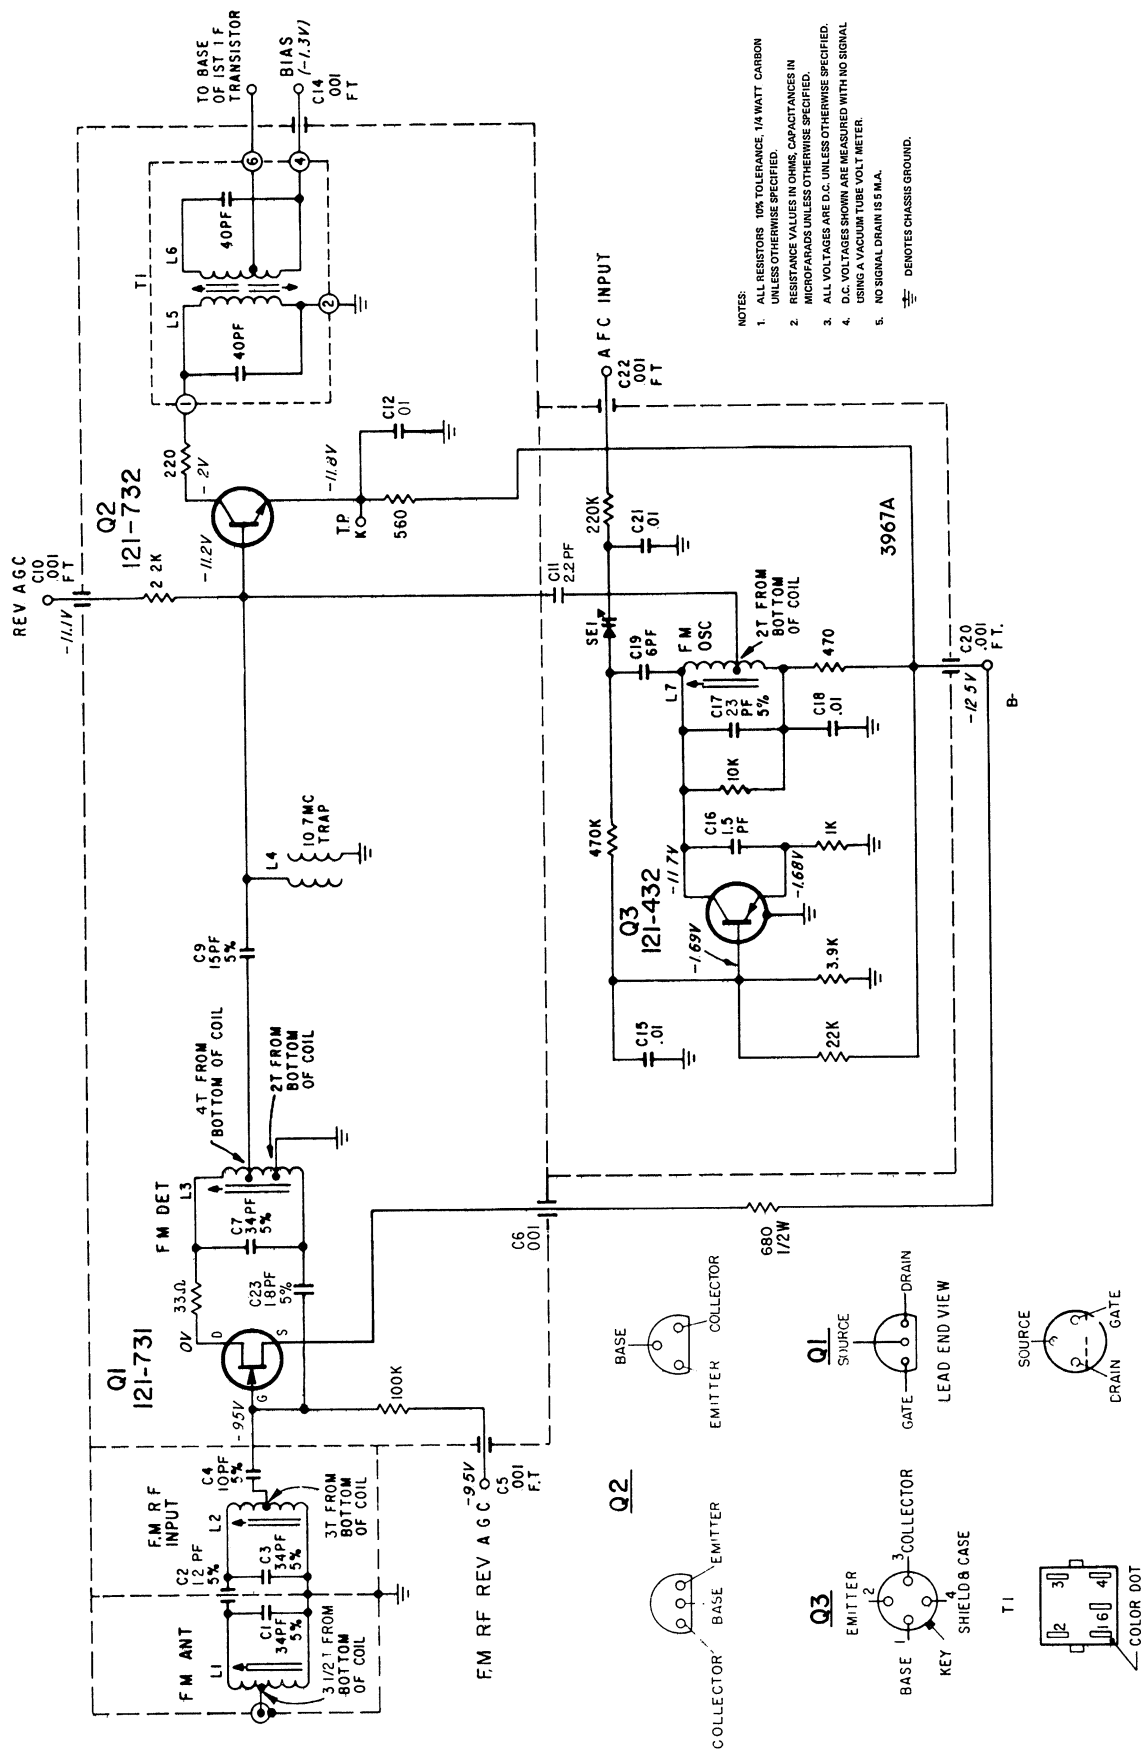 REV AGC
C10
.001
FT
-11.1V
2 2K
Q2
121-732
-11.2V
220
-.2V
-11.8V
T.P.
K
560
C12
.01
T1
L5
L6
40PF
40PF
1
2
6
4
TO BASE
OF 1ST I F
TRANSISTOR
BIAS
(-1.3V)
C14
001
FT
FM ANT
L1
C1
34PF
5%
3 1/2 T FROM
BOTTOM
OF COIL
C2
1.2 PF
5%
F.M R F
INPUT
L2
C3
34PF
5%
3T FROM
BOTTOM
OF COIL
C4
10PF
5%
-.95V
Q1
121-731
0V
D
S
G
33Ω
100K
F.M RF REV A G C
-.95V
C5
.001
F.T
C23
1.8PF
5%
FM DET
C7
34PF
5%
L3
4T FROM
BOTTOM OF COIL
2T FROM
BOTTOM
OF COIL
C9
15PF
5%
L4
10 7 MC
TRAP
C6
001
680
1/2W
C11
2.2 PF
A F C INPUT
C22
.001
F T
220K
C21
.01
SE1
C19
6PF
470K
FM
OSC
L7
2T FROM
BOTTOM
OF COIL
C17
23
PF
5%
C18
.01
470
10K
C16
1.5
PF
1K
Q3
121-432
-11 7V
-1.68V
-1.69V
3.9K
22K
C15
.01
3967A
-12 5V
C20
.001
F T.
B-
NOTES:
1. ALL RESISTORS 10% TOLERANCE, 1/4 WATT CARBON
UNLESS OTHERWISE SPECIFIED.
2. RESISTANCE VALUES IN OHMS, CAPACITANCES IN
MICROFARADS UNLESS OTHERWISE SPECIFIED.
3. ALL VOLTAGES ARE D.C. UNLESS OTHERWISE SPECIFIED.
4. D.C. VOLTAGES SHOWN ARE MEASURED WITH NO SIGNAL
USING A VACUUM TUBE VOLT METER.
5. NO SIGNAL DRAIN IS 5 M.A.
DENOTES CHASSIS GROUND.
Q2
COLLECTOR
BASE
EMITTER
BASE
EMITTER
COLLECTOR
Q3
EMITTER
2
BASE
1
3
COLLECTOR
4
SHIELD & CASE
KEY
Q1
SOURCE
GATE
DRAIN
LEAD END VIEW
SOURCE
DRAIN
GATE
T1
2
3
1
6
4
COLOR DOT